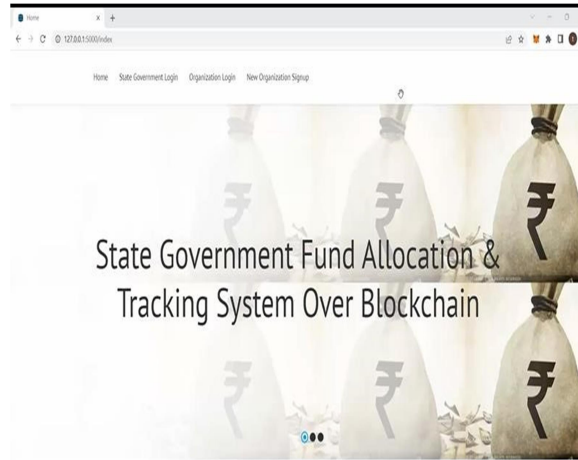 Home
127.0.0.1:5000/index
Home State Government Login Organization Login New Organization Signup
₹ ₹ ₹
State Government Fund Allocation &
Tracking System Over Blockchain
₹ ₹ ₹